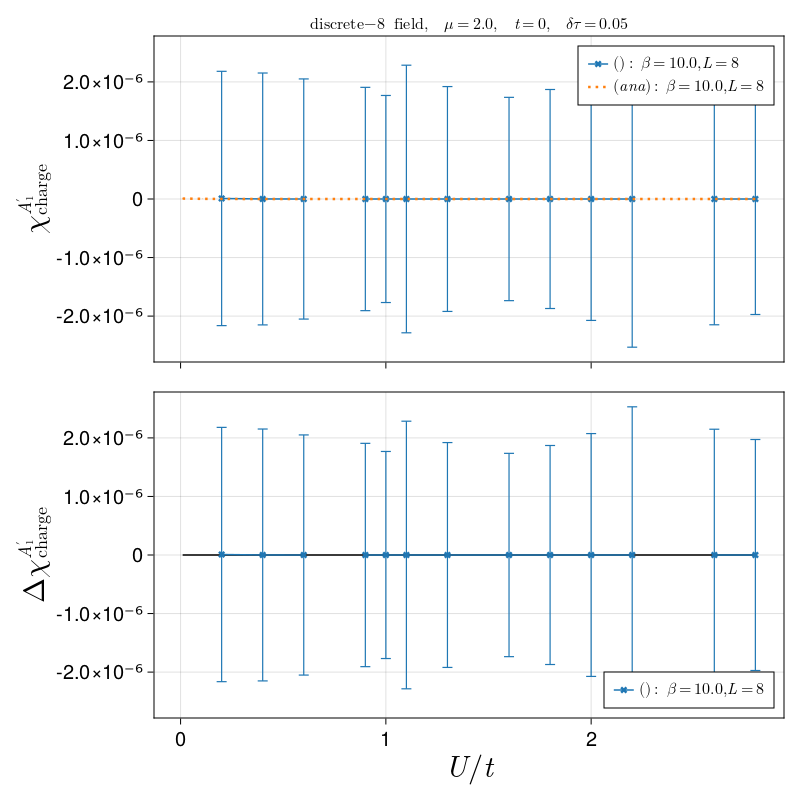 discrete−8 field, μ = 2.0, t = 0, δτ = 0.05
χ^{A_1'}_{charge}
2.0×10⁻⁶
1.0×10⁻⁶
0
-1.0×10⁻⁶
-2.0×10⁻⁶
() : β = 10.0, L = 8
(ana) : β = 10.0, L = 8
Δχ^{A_1'}_{charge}
2.0×10⁻⁶
1.0×10⁻⁶
0
-1.0×10⁻⁶
-2.0×10⁻⁶
() : β = 10.0, L = 8
0 1 2
U/t